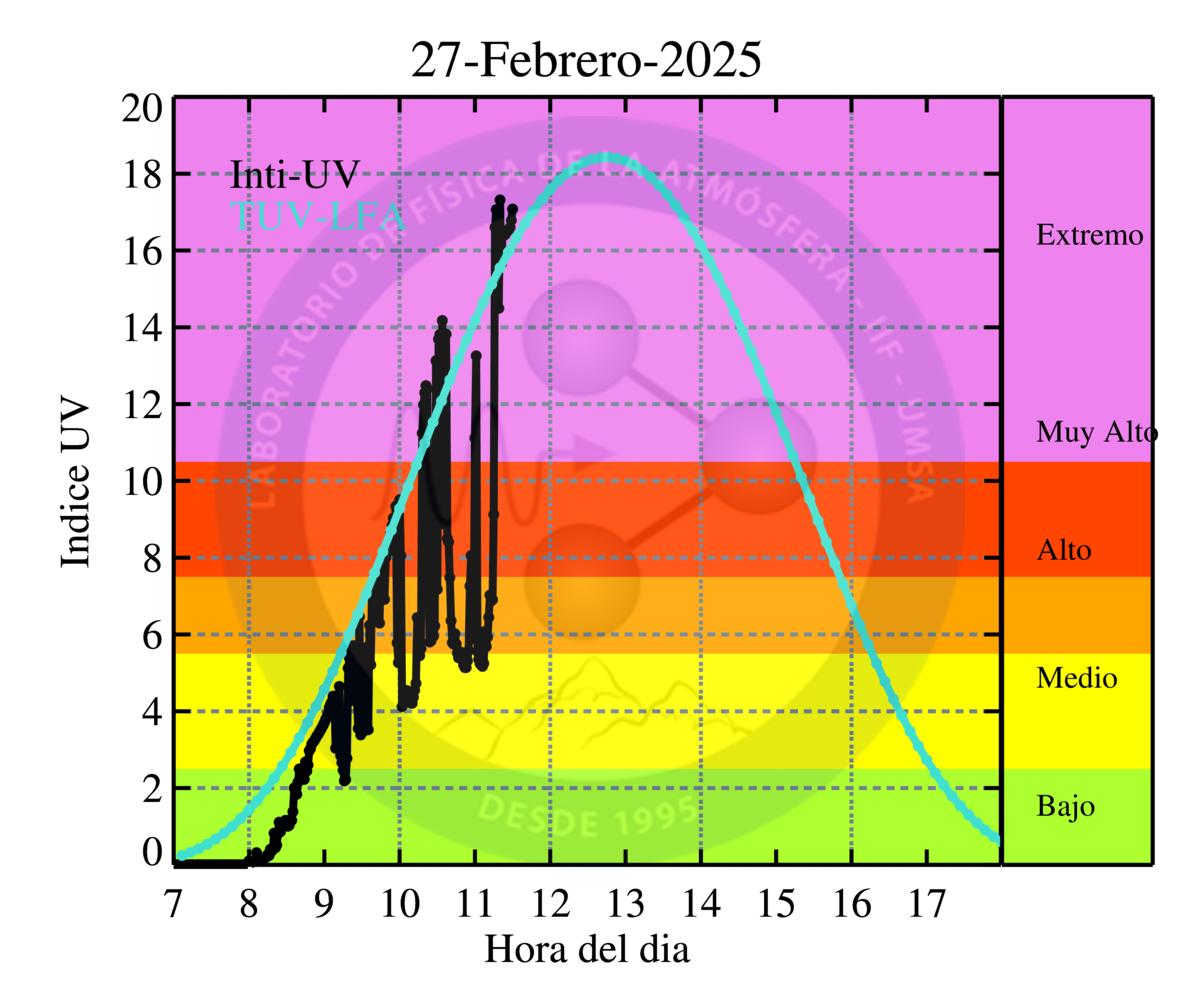 27-Febrero-2025
Indice UV
20
18
16
14
12
10
8
6
4
2
0
Inti-UV
TUV-LFA
LABORATORIO DE FÍSICA DE LA ATMÓSFERA - IIF - UMSA
DESDE 1995
Extremo
Muy Alto
Alto
Medio
Bajo
7 8 9 10 11 12 13 14 15 16 17
Hora del dia